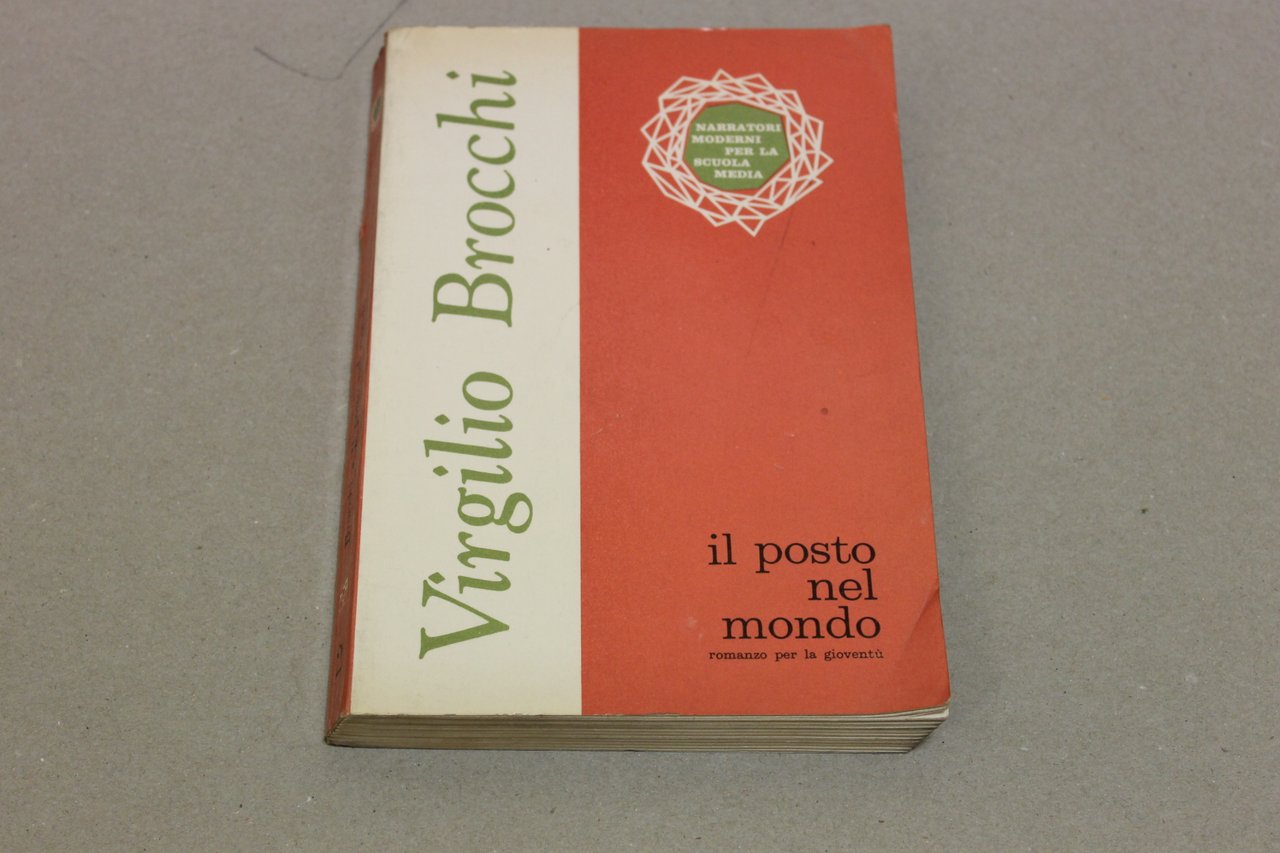 Virgilio Brocchi
NARRATORI
MODERNI
PER LA
SCUOLA
MEDIA
il posto
nel
mondo
romanzo per la gioventù